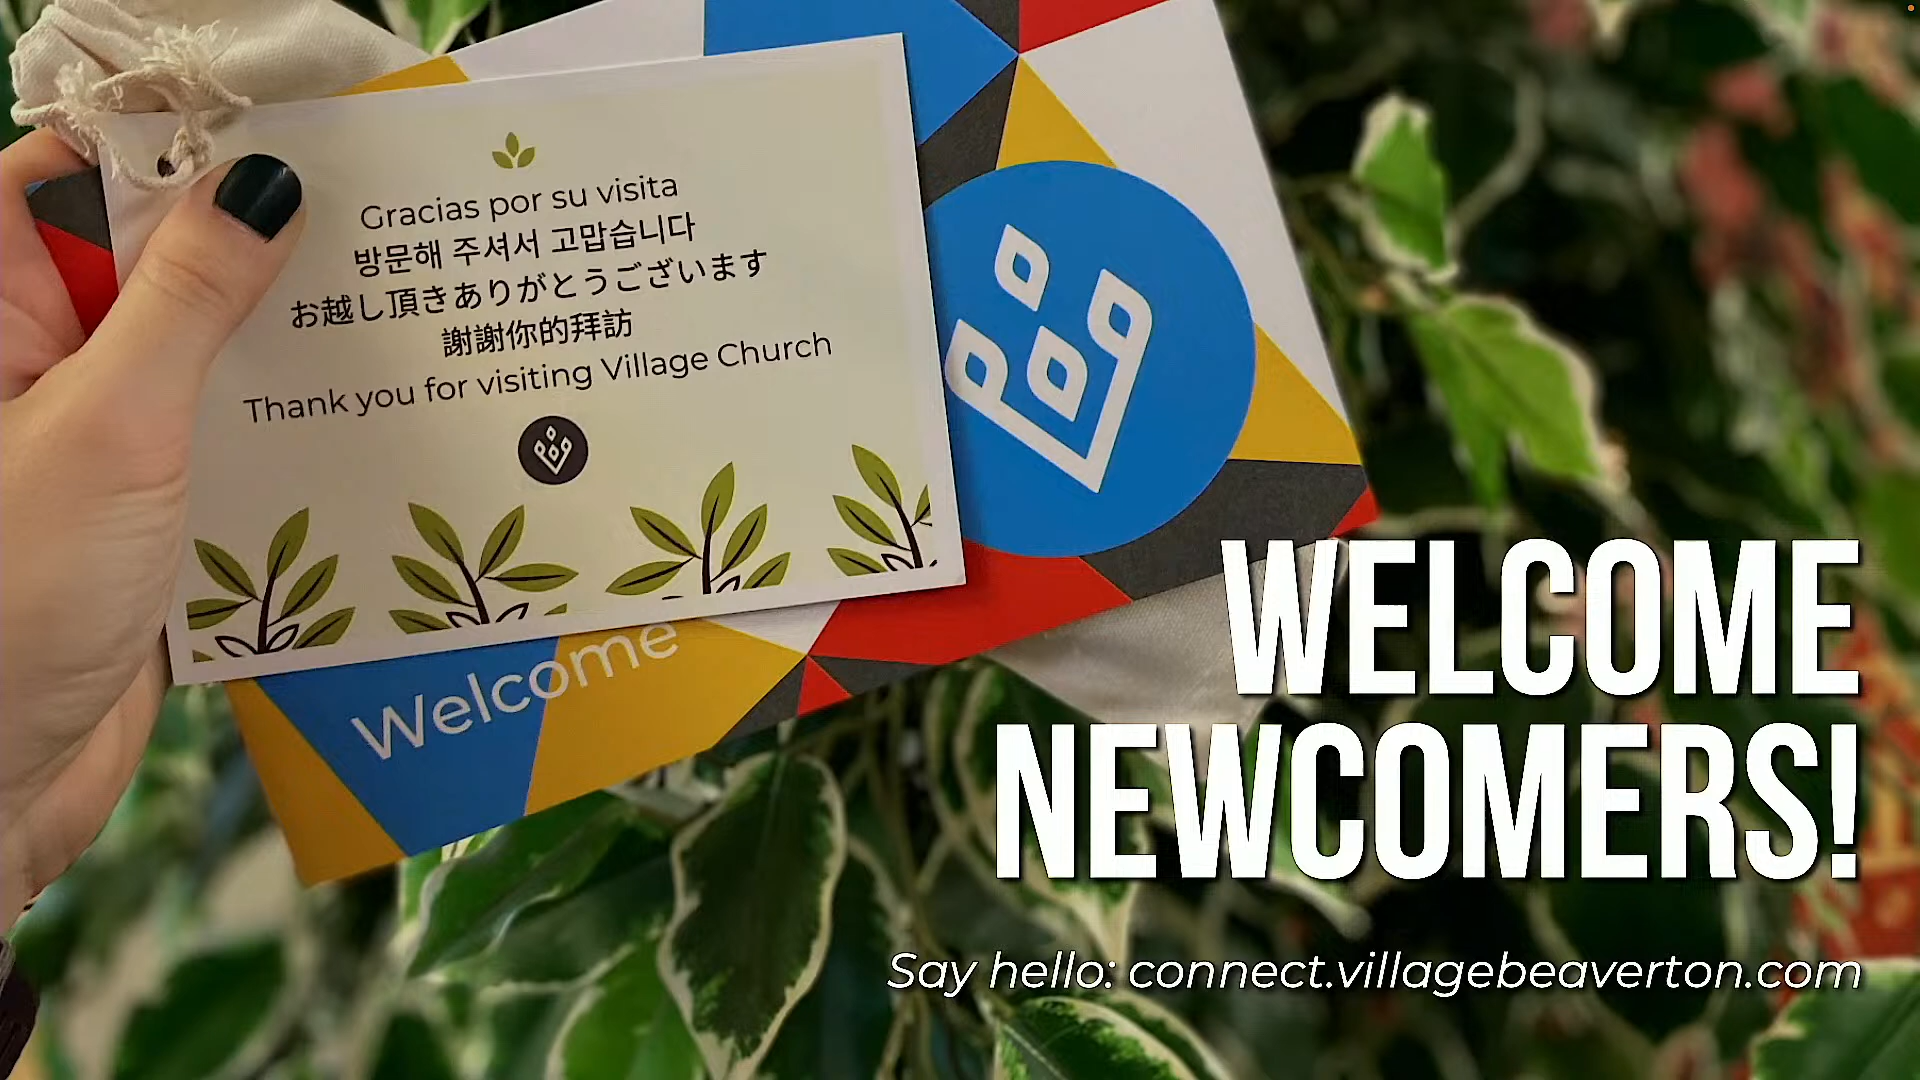 Gracias por su visita
방문해 주셔서 고맙습니다
お越し頂きありがとうございます
謝謝你的拜訪
Thank you for visiting Village Church
Welcome
WELCOME
NEWCOMERS!
Say hello: connect.villagebeaverton.com